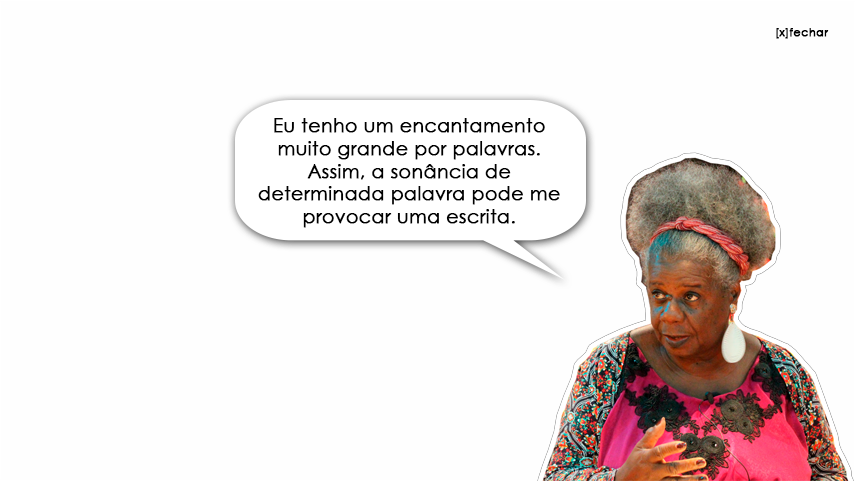 [x]fechar
Eu tenho um encantamento
muito grande por palavras.
Assim, a sonância de
determinada palavra pode me
provocar uma escrita.